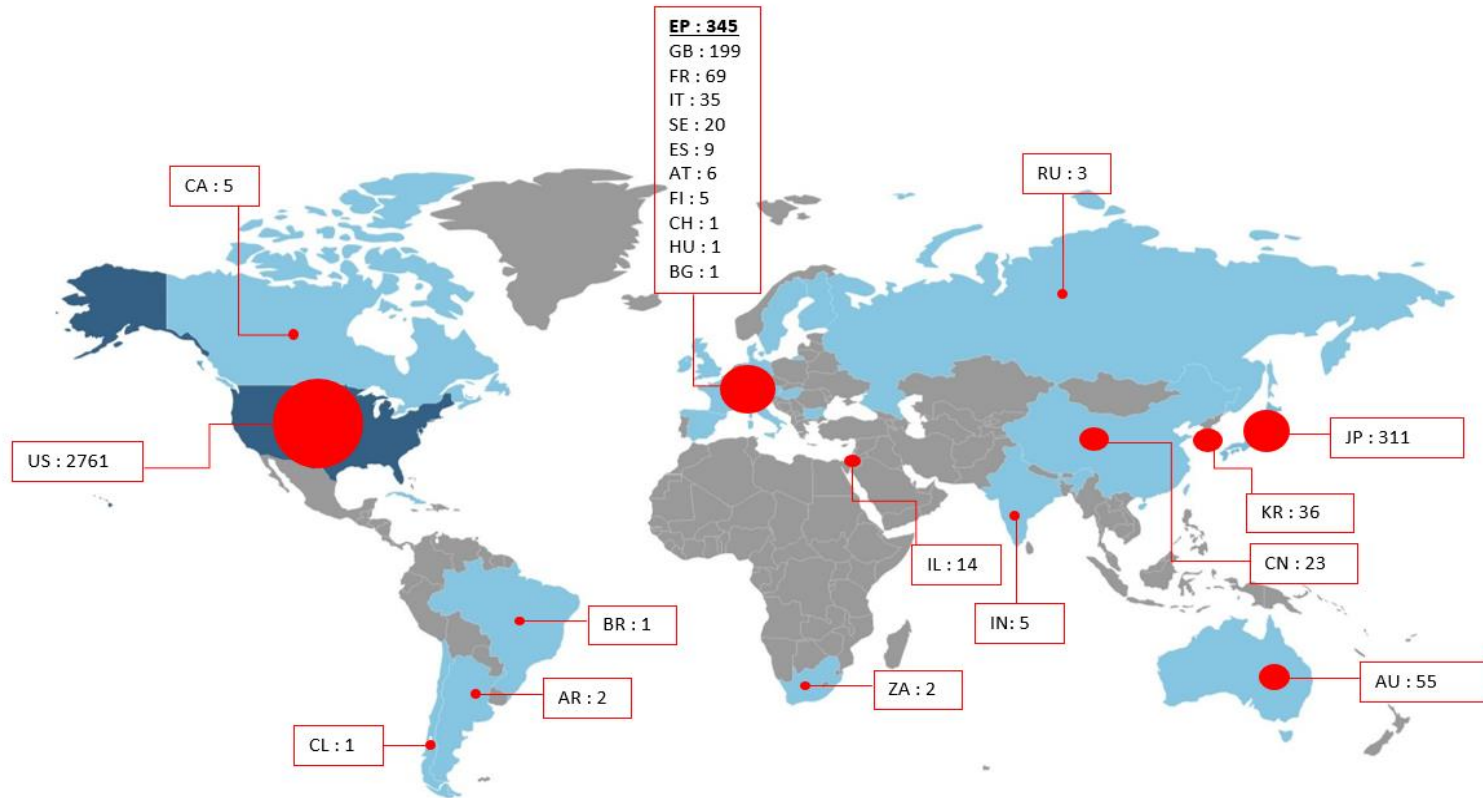 EP : 345
GB : 199
FR : 69
IT : 35
SE : 20
ES : 9
AT : 6
FI : 5
CH : 1
HU : 1
BG : 1
CA : 5
RU : 3
US : 2761
JP : 311
KR : 36
CN : 23
IL : 14
IN: 5
BR : 1
AR : 2
ZA : 2
AU : 55
CL : 1